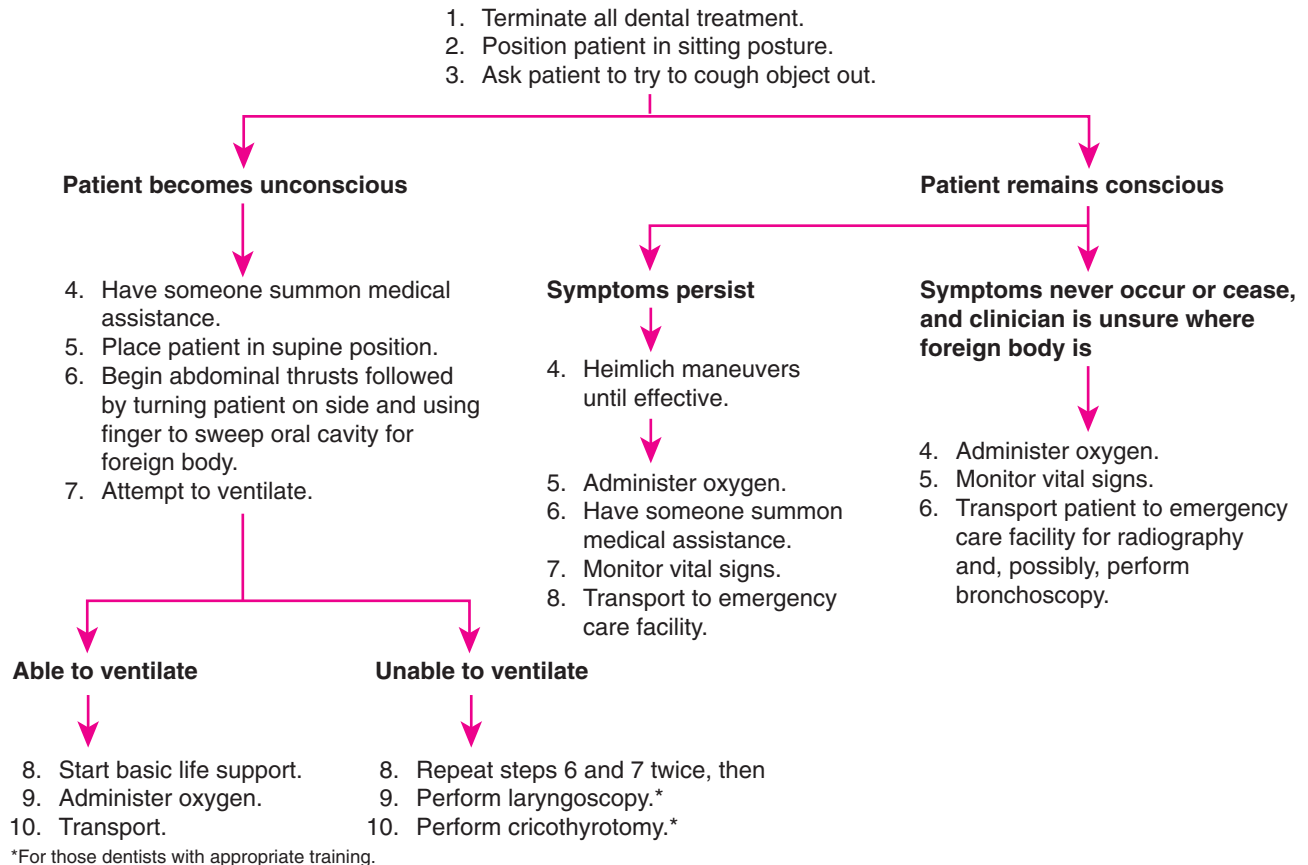 1. Terminate all dental treatment.
2. Position patient in sitting posture.
3. Ask patient to try to cough object out.
Patient becomes unconscious
4. Have someone summon medical
assistance.
5. Place patient in supine position.
6. Begin abdominal thrusts followed
by turning patient on side and using
finger to sweep oral cavity for
foreign body.
7. Attempt to ventilate.
Able to ventilate
8. Start basic life support.
9. Administer oxygen.
10. Transport.
Unable to ventilate
8. Repeat steps 6 and 7 twice, then
9. Perform laryngoscopy.*
10. Perform cricothyrotomy.*
Patient remains conscious
Symptoms persist
4. Heimlich maneuvers
until effective.
5. Administer oxygen.
6. Have someone summon
medical assistance.
7. Monitor vital signs.
8. Transport to emergency
care facility.
Symptoms never occur or cease,
and clinician is unsure where
foreign body is
4. Administer oxygen.
5. Monitor vital signs.
6. Transport patient to emergency
care facility for radiography
and, possibly, perform
bronchoscopy.
*For those dentists with appropriate training.